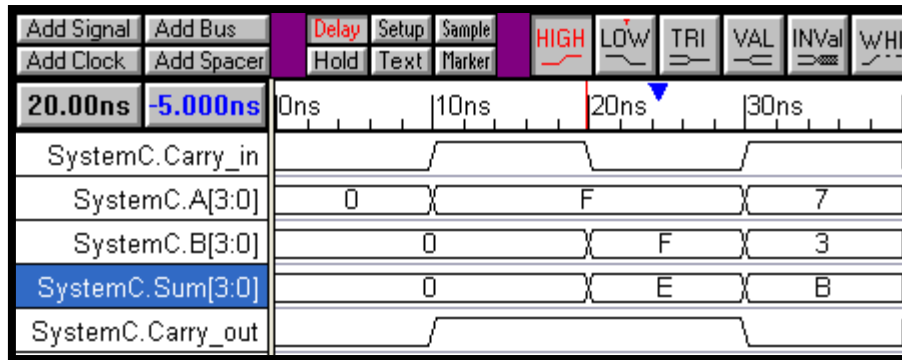 Add Signal Add Bus Delay Setup Sample HIGH LOW TRI VAL INVal WHI
Add Clock Add Spacer Hold Text Marker
20.00ns -5.000ns 0ns 10ns 20ns 30ns
SystemC.Carry_in
SystemC.A[3:0] 0 F 7
SystemC.B[3:0] 0 F 3
SystemC.Sum[3:0] 0 E B
SystemC.Carry_out